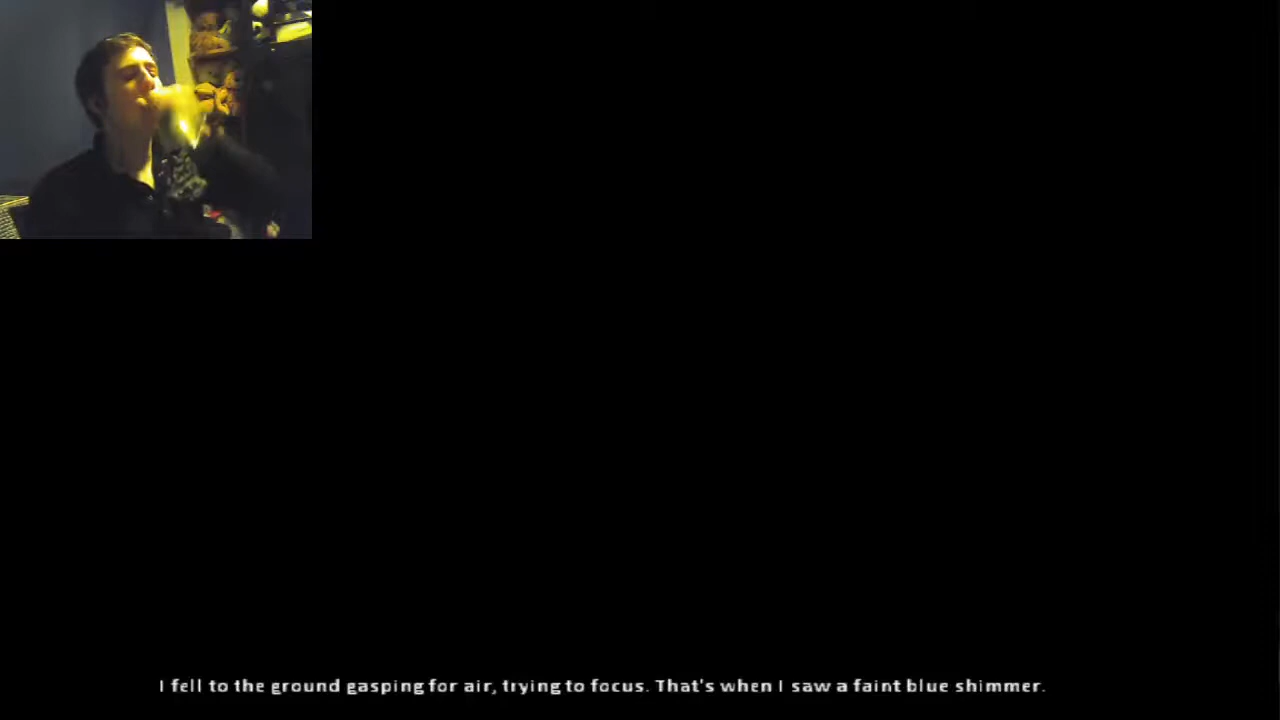 I fell to the ground gasping for air, trying to focus. That's when I saw a faint blue shimmer.